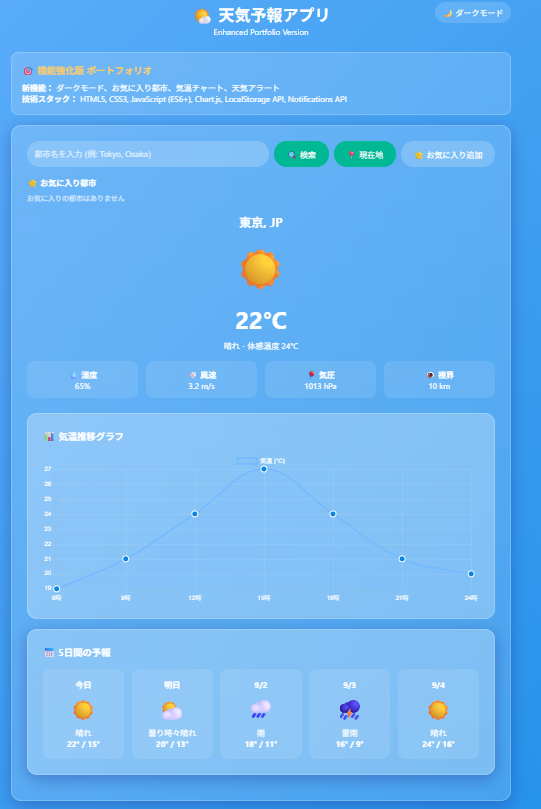 天気予報アプリ
Enhanced Portfolio Version
ダークモード
機能強化版 ポートフォリオ
新機能： ダークモード、お気に入り都市、気温チャート、天気アラート
技術スタック： HTML5, CSS3, JavaScript (ES6+), Chart.js, LocalStorage API, Notifications API
都市名を入力 (例: Tokyo, Osaka)
検索
現在地
お気に入り追加
お気に入り都市
お気に入りの都市はありません
東京, JP
22°C
晴れ - 体感温度 24°C
湿度
65%
風速
3.2 m/s
気圧
1013 hPa
視界
10 km
気温推移グラフ
気温 (°C)
27
26
25
24
23
22
21
20
19
6時 9時 12時 15時 18時 21時 24時
5日間の予報
今日
晴れ
22° / 15°
明日
曇り時々晴れ
20° / 13°
9/2
雨
18° / 11°
9/3
雷雨
16° / 9°
9/4
晴れ
24° / 16°